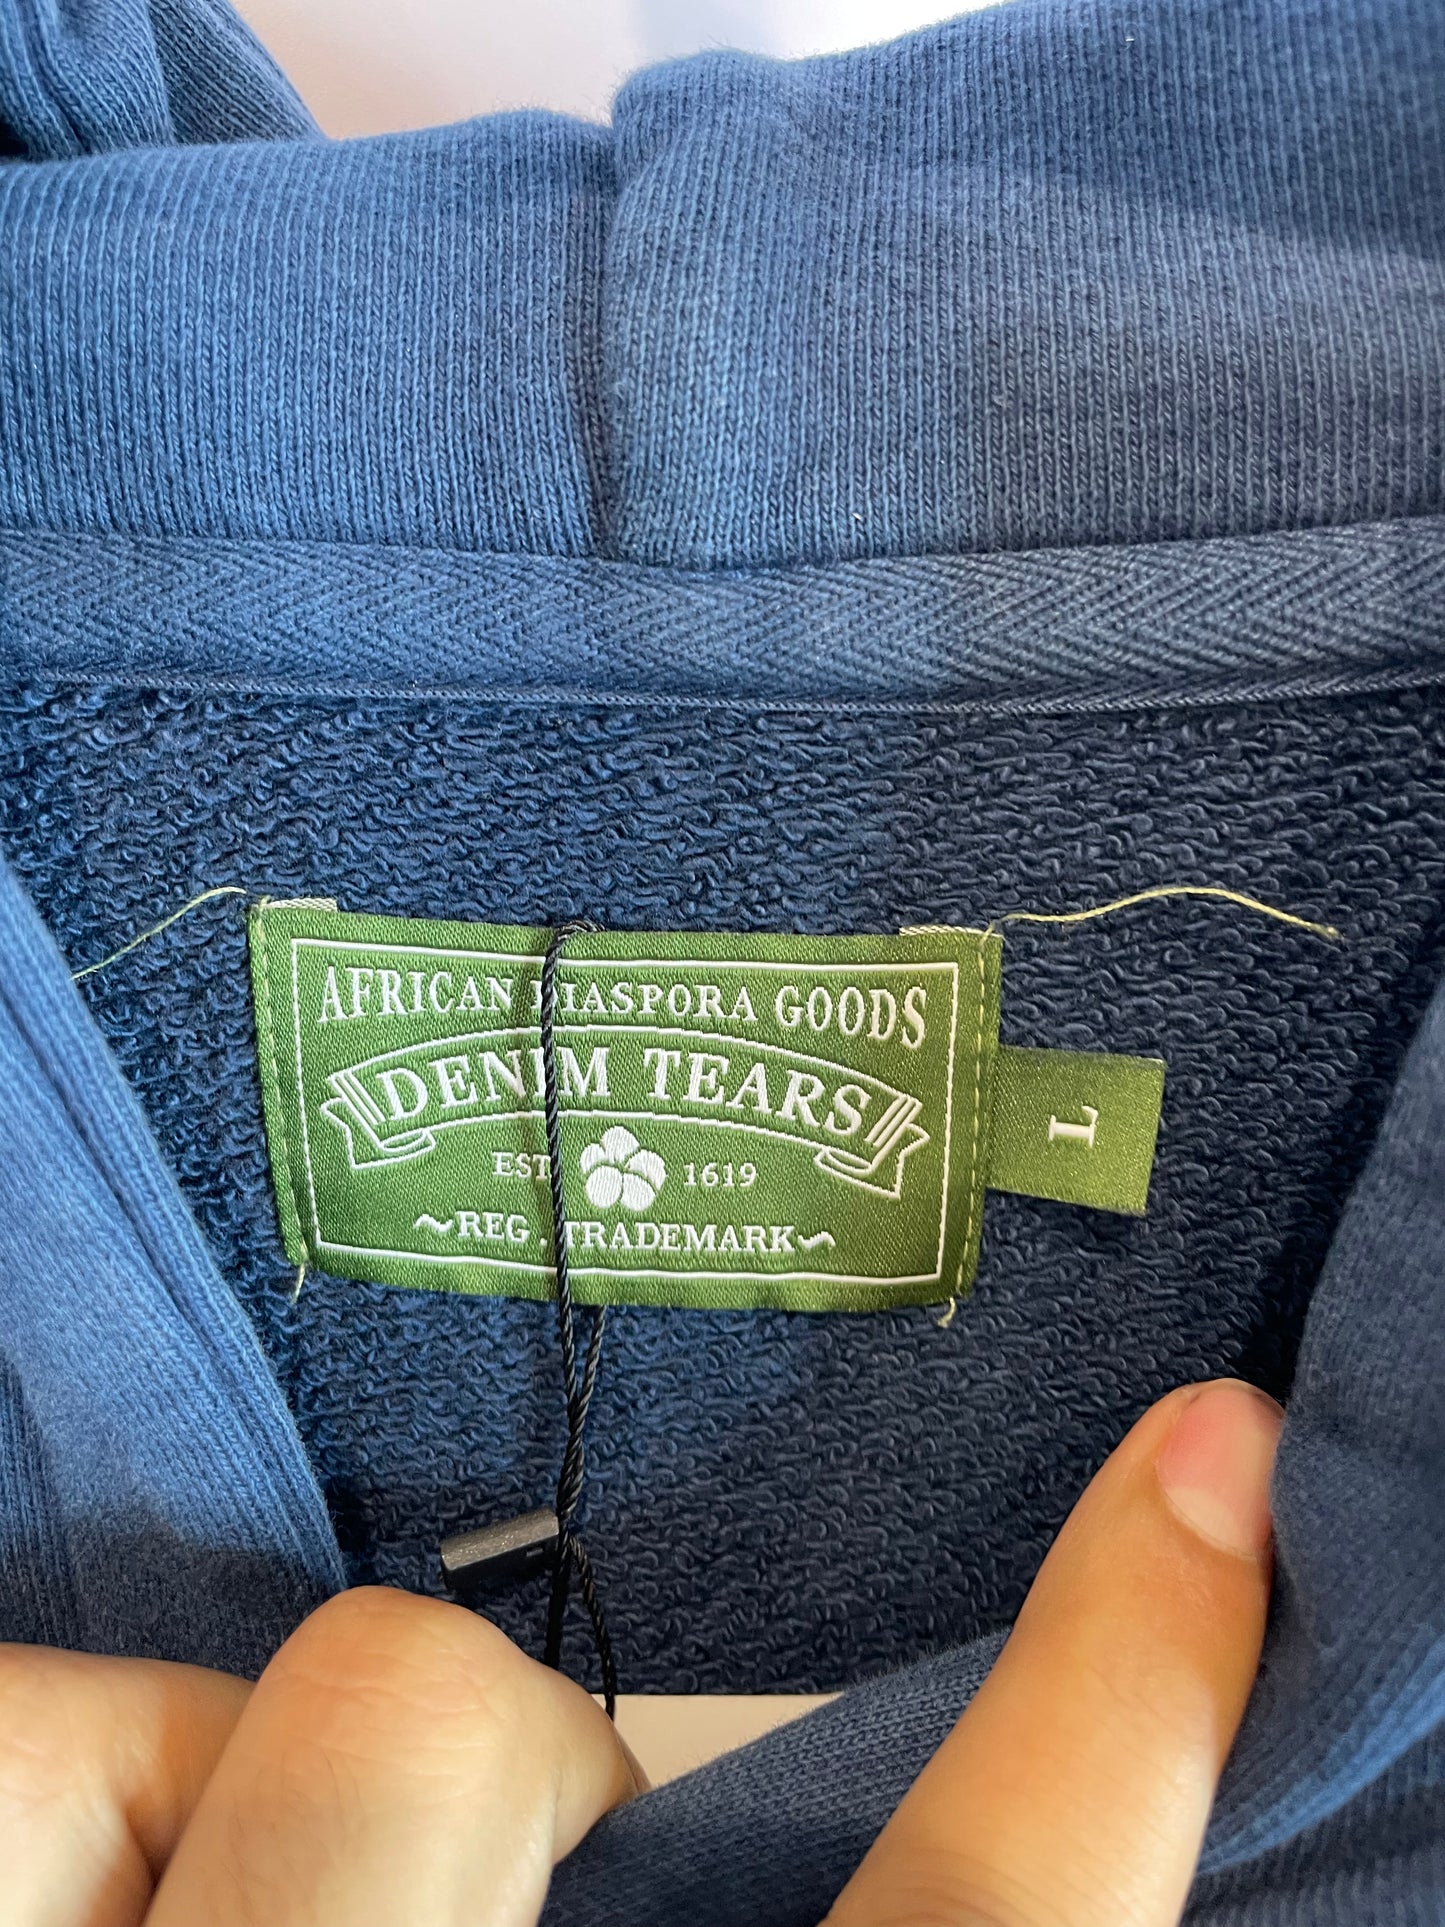 AFRICAN DIASPORA GOODS
DENIM TEARS
EST 1619
~REG. TRADEMARK~
L